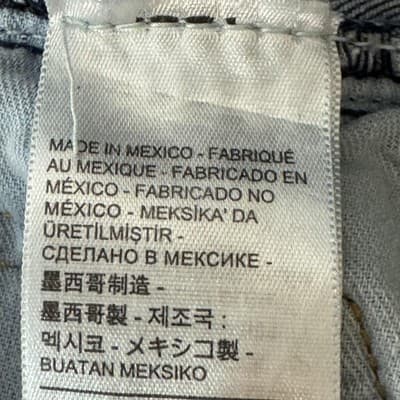 MADE IN MEXICO - FABRIQUÉ
AU MEXIQUE - FABRICADO EN
MÉXICO - FABRICADO NO
MÉXICO - MEKSİKA' DA
ÜRETİLMİŞTİR -
СДЕЛАНО В МЕКСИКЕ -
墨西哥制造 -
墨西哥製 - 제조국 :
멕시코 - メキシコ製 -
BUATAN MEKSIKO